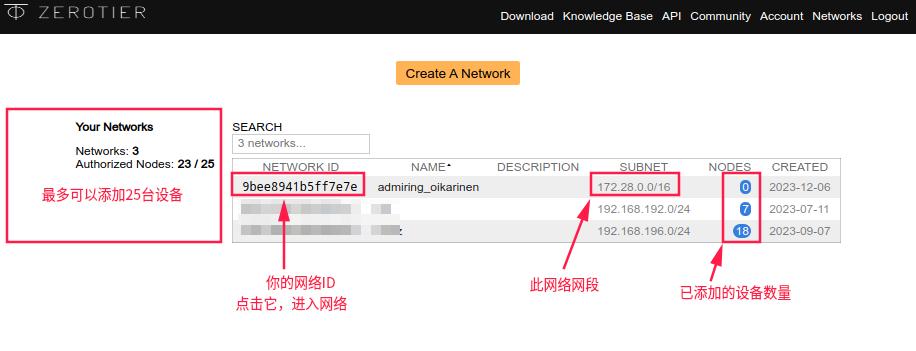 ZEROTIER
Download Knowledge Base API Community Account Networks Logout
Create A Network
Your Networks
Networks: 3
Authorized Nodes: 23 / 25
最多可以添加25台设备
SEARCH
3 networks...
NETWORK ID NAME DESCRIPTION SUBNET NODES CREATED
9bee8941b5ff7e7e admiring_oikarinen 172.28.0.0/16 0 2023-12-06
192.168.192.0/24 7 2023-07-11
192.168.196.0/24 18 2023-09-07
你的网络ID
点击它，进入网络
此网络网段
已添加的设备数量